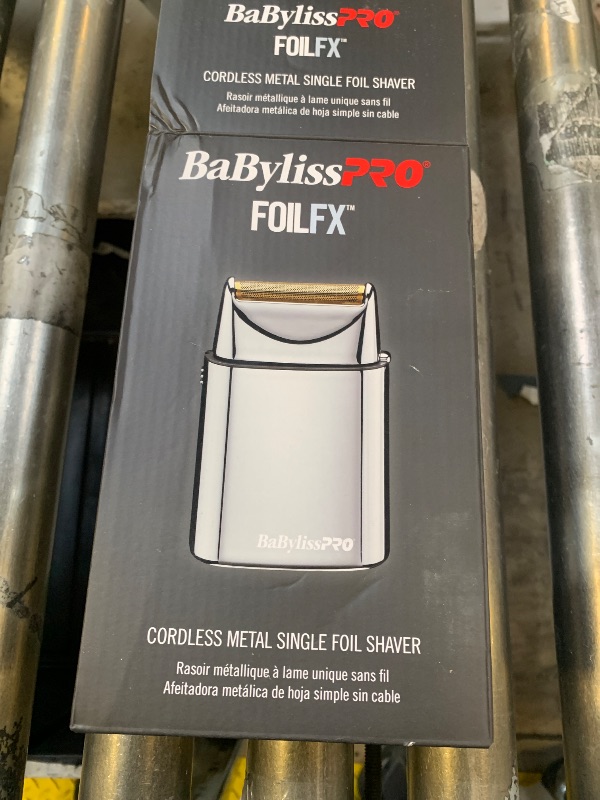 BaBylissPRO®
FOILFX™
CORDLESS METAL SINGLE FOIL SHAVER
Rasoir métallique à lame unique sans fil
Afeitadora metálica de hoja simple sin cable
BaBylissPRO®
FOILFX™
BaBylissPRO
CORDLESS METAL SINGLE FOIL SHAVER
Rasoir métallique à lame unique sans fil
Afeitadora metálica de hoja simple sin cable